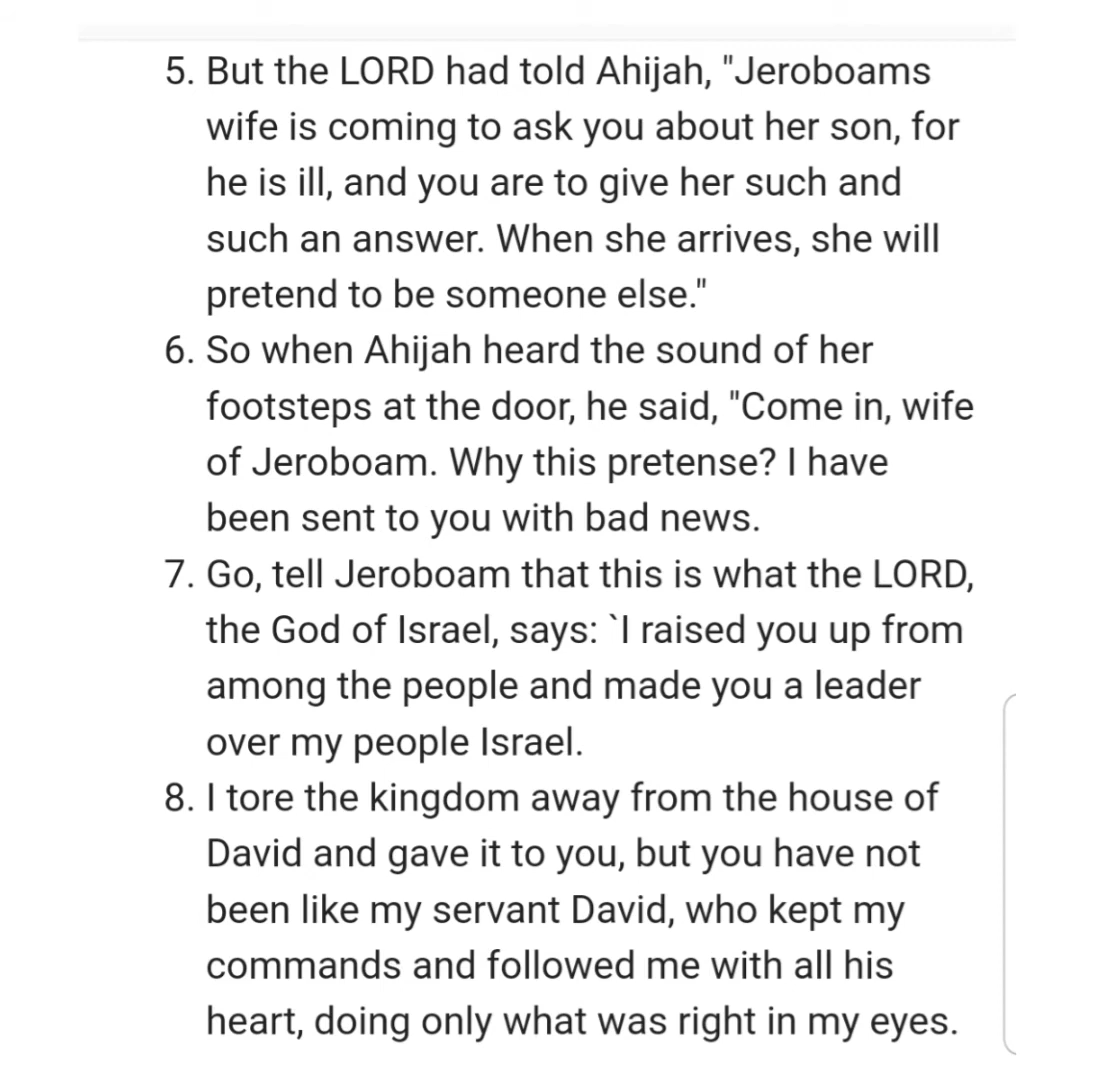 5. But the LORD had told Ahijah, "Jeroboams
wife is coming to ask you about her son, for
he is ill, and you are to give her such and
such an answer. When she arrives, she will
pretend to be someone else."
6. So when Ahijah heard the sound of her
footsteps at the door, he said, "Come in, wife
of Jeroboam. Why this pretense? I have
been sent to you with bad news.
7. Go, tell Jeroboam that this is what the LORD,
the God of Israel, says: `I raised you up from
among the people and made you a leader
over my people Israel.
8. I tore the kingdom away from the house of
David and gave it to you, but you have not
been like my servant David, who kept my
commands and followed me with all his
heart, doing only what was right in my eyes.